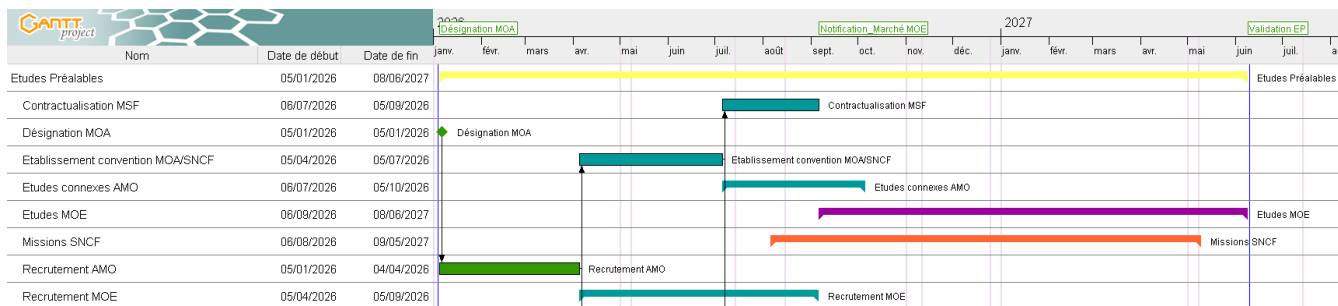 GANTT project
2026
2027
Désignation MOA
Notification_Marché MOE
Validation EP
Nom Date de début Date de fin
janv. févr. mars avr. mai juin juil. août sept. oct. nov. déc. janv. févr. mars avr. mai juin juil.
Etudes Préalables 05/01/2026 08/06/2027 Etudes Préalables
Contractualisation MSF 06/07/2026 05/09/2026 Contractualisation MSF
Désignation MOA 05/01/2026 05/01/2026 Désignation MOA
Etablissement convention MOA/SNCF 05/04/2026 05/07/2026 Etablissement convention MOA/SNCF
Etudes connexes AMO 06/07/2026 05/10/2026 Etudes connexes AMO
Etudes MOE 06/09/2026 08/06/2027 Etudes MOE
Missions SNCF 06/08/2026 09/05/2027 Missions SNCF
Recrutement AMO 05/01/2026 04/04/2026 Recrutement AMO
Recrutement MOE 05/04/2026 05/09/2026 Recrutement MOE